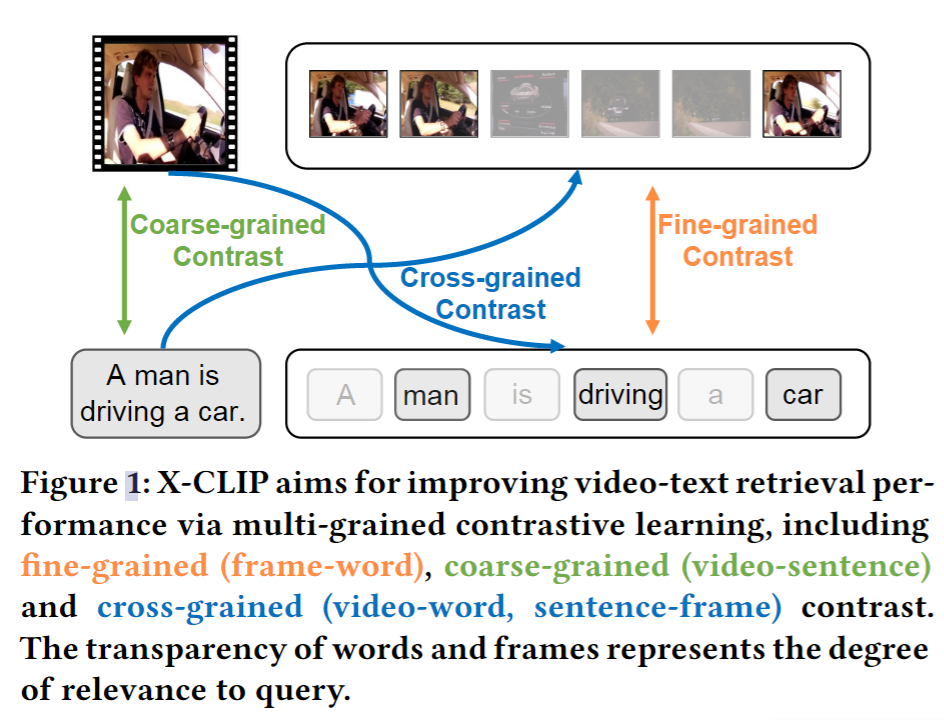 Coarse-grained
Contrast
Fine-grained
Contrast
Cross-grained
Contrast
A man is
driving a car.
A man is driving a car
Figure 1: X-CLIP aims for improving video-text retrieval per-
formance via multi-grained contrastive learning, including
fine-grained (frame-word), coarse-grained (video-sentence)
and cross-grained (video-word, sentence-frame) contrast.
The transparency of words and frames represents the degree
of relevance to query.